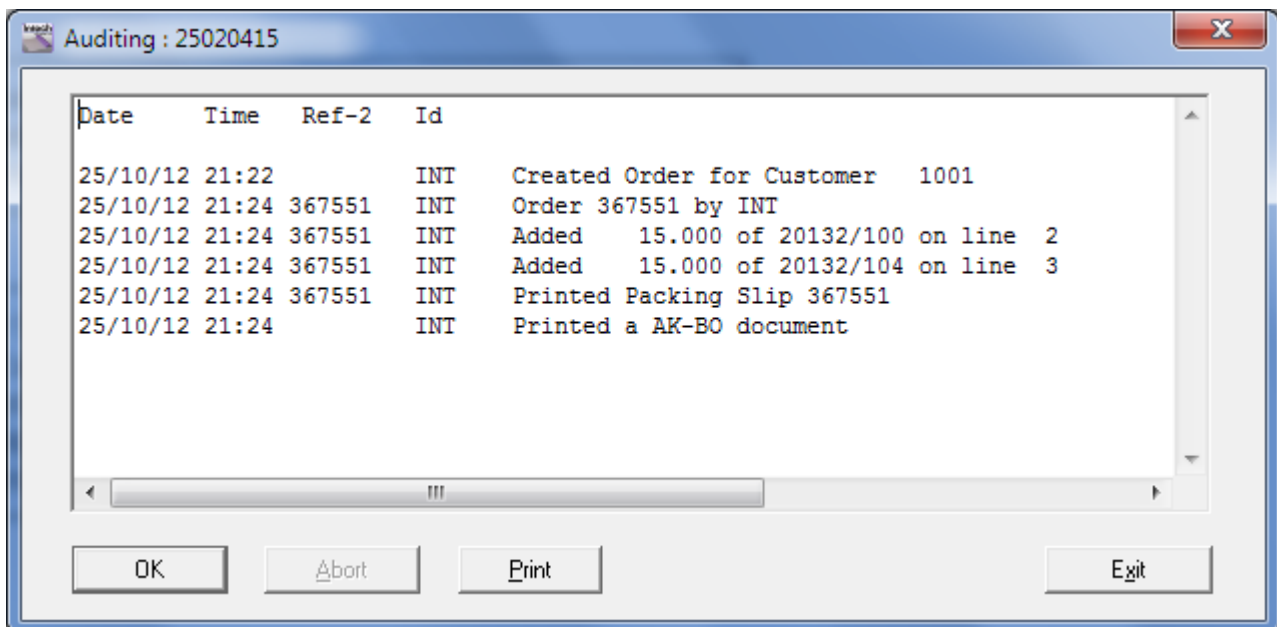 Auditing : 25020415
Date Time Ref-2 Id
25/10/12 21:22 INT Created Order for Customer 1001
25/10/12 21:24 367551 INT Order 367551 by INT
25/10/12 21:24 367551 INT Added 15.000 of 20132/100 on line 2
25/10/12 21:24 367551 INT Added 15.000 of 20132/104 on line 3
25/10/12 21:24 367551 INT Printed Packing Slip 367551
25/10/12 21:24 INT Printed a AK-BO document
OK Abort Print Exit